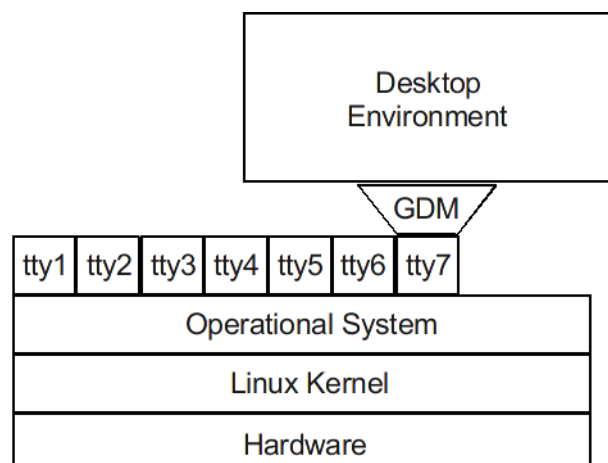 Desktop
Environment
GDM
tty1 tty2 tty3 tty4 tty5 tty6 tty7
Operational System
Linux Kernel
Hardware